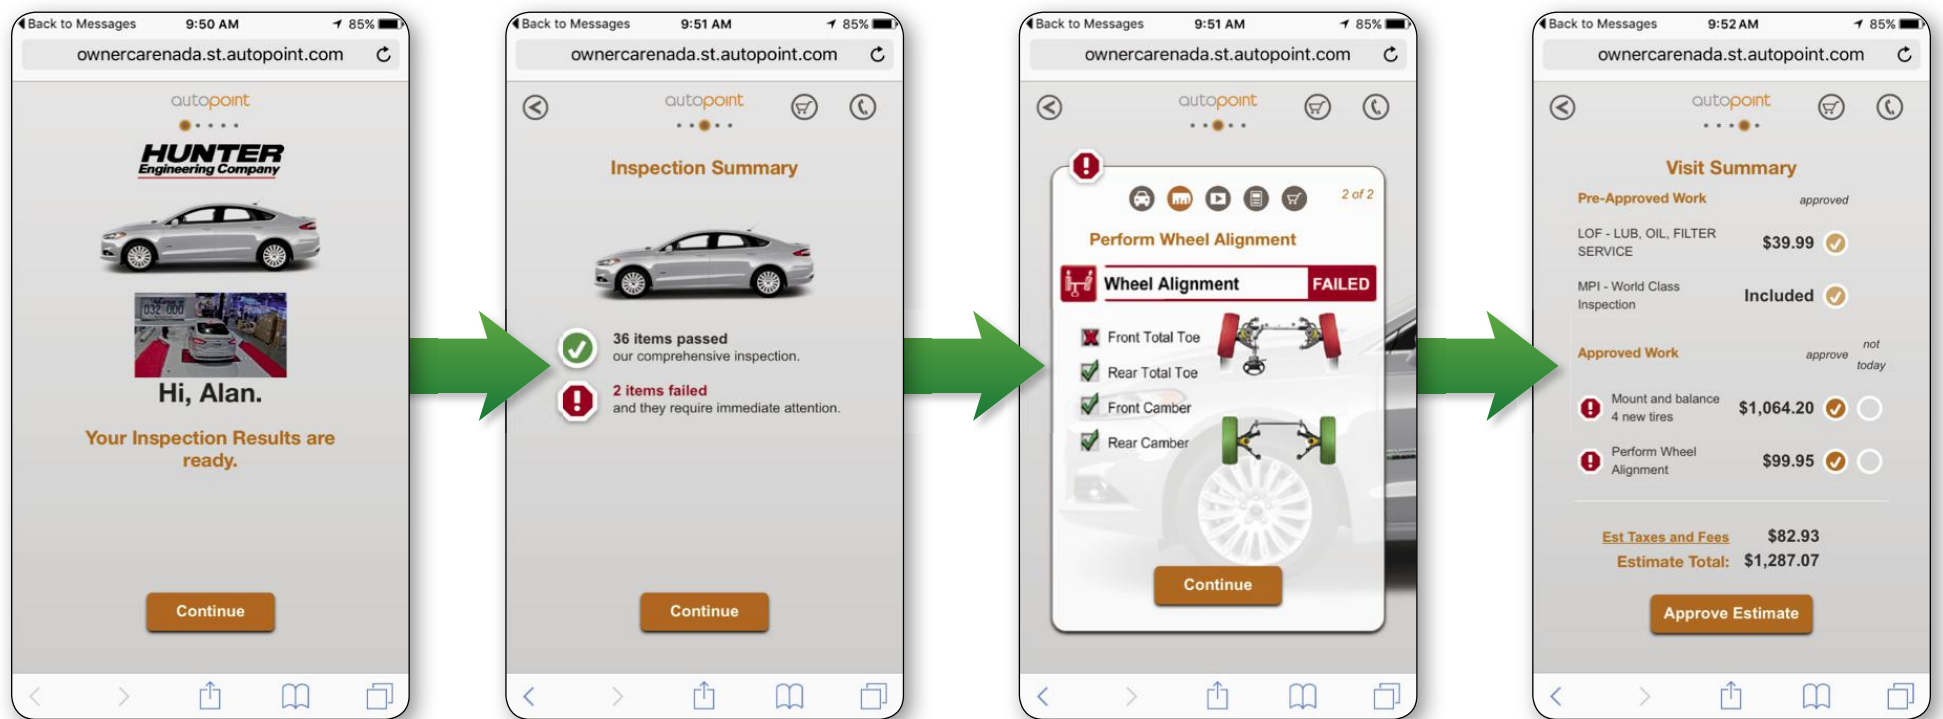 Back to Messages 9:50 AM 85%
ownercarenada.st.autopoint.com
autopoint
HUNTER
Engineering Company
032 000
Hi, Alan.
Your Inspection Results are
ready.
Continue
Back to Messages 9:51 AM 85%
ownercarenada.st.autopoint.com
autopoint
Inspection Summary
36 items passed
our comprehensive inspection.
2 items failed
and they require immediate attention.
Continue
Back to Messages 9:51 AM 85%
ownercarenada.st.autopoint.com
autopoint
2 of 2
Perform Wheel Alignment
Wheel Alignment FAILED
Front Total Toe
Rear Total Toe
Front Camber
Rear Camber
Continue
Back to Messages 9:52 AM 85%
ownercarenada.st.autopoint.com
autopoint
Visit Summary
Pre-Approved Work approved
LOF - LUB, OIL, FILTER
SERVICE
$39.99
MPI - World Class
Inspection
Included
Approved Work approve not
today
Mount and balance
4 new tires
$1,064.20
Perform Wheel
Alignment
$99.95
Est Taxes and Fees $82.93
Estimate Total: $1,287.07
Approve Estimate